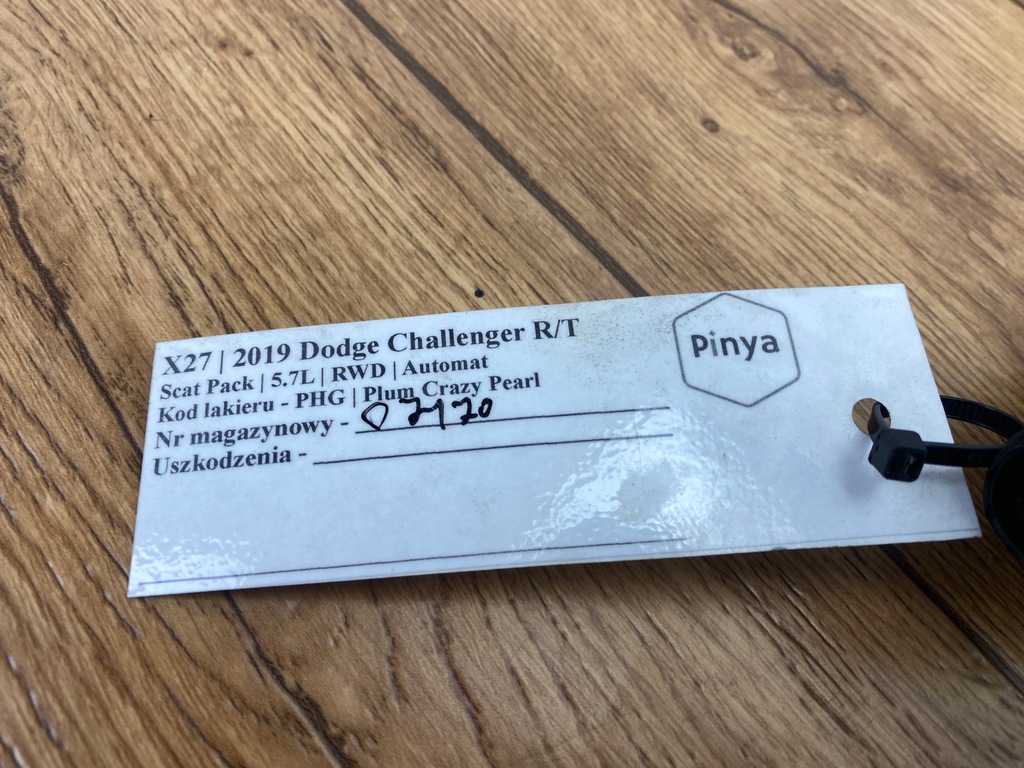 X27 | 2019 Dodge Challenger R/T
Scat Pack | 5.7L | RWD | Automat
Kod lakieru - PHG | Plum Crazy Pearl
Nr magazynowy -
Uszkodzenia -
Pinya